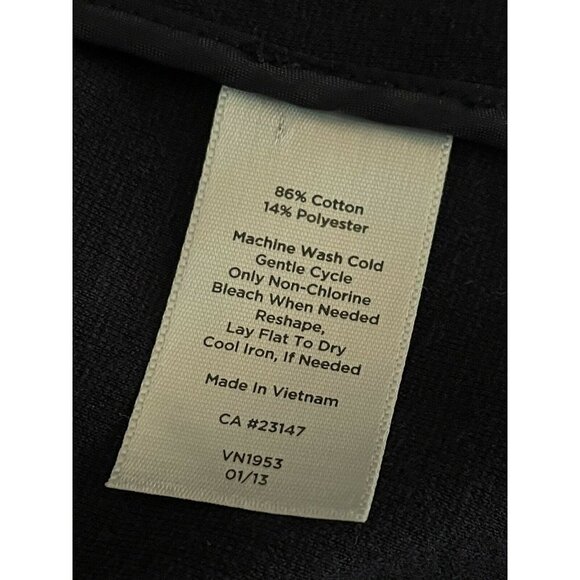 86% Cotton
14% Polyester
Machine Wash Cold
Gentle Cycle
Only Non-Chlorine
Bleach When Needed
Reshape,
Lay Flat To Dry
Cool Iron, If Needed
Made In Vietnam
CA #23147
VN1953
01/13